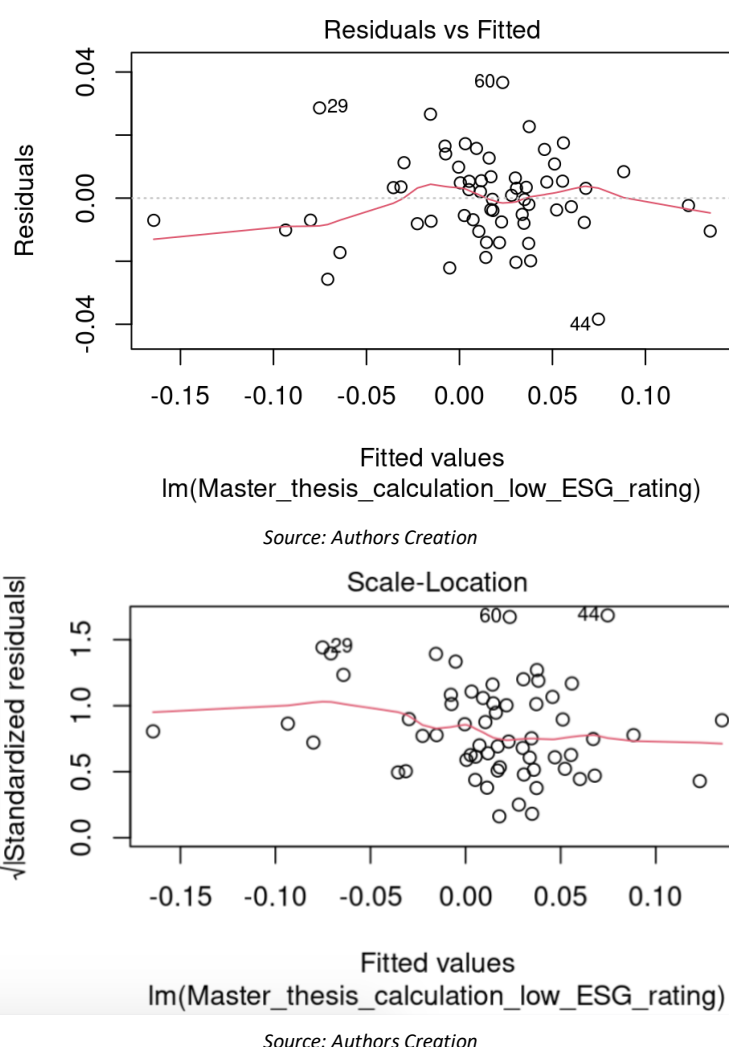 Residuals vs Fitted
Residuals
0.04
0.00
-0.04
60
29
44
-0.15 -0.10 -0.05 0.00 0.05 0.10
Fitted values
lm(Master_thesis_calculation_low_ESG_rating)
Source: Authors Creation
Scale-Location
√|Standardized residuals|
1.5
1.0
0.5
0.0
60
44
29
-0.15 -0.10 -0.05 0.00 0.05 0.10
Fitted values
lm(Master_thesis_calculation_low_ESG_rating)
Source: Authors Creation